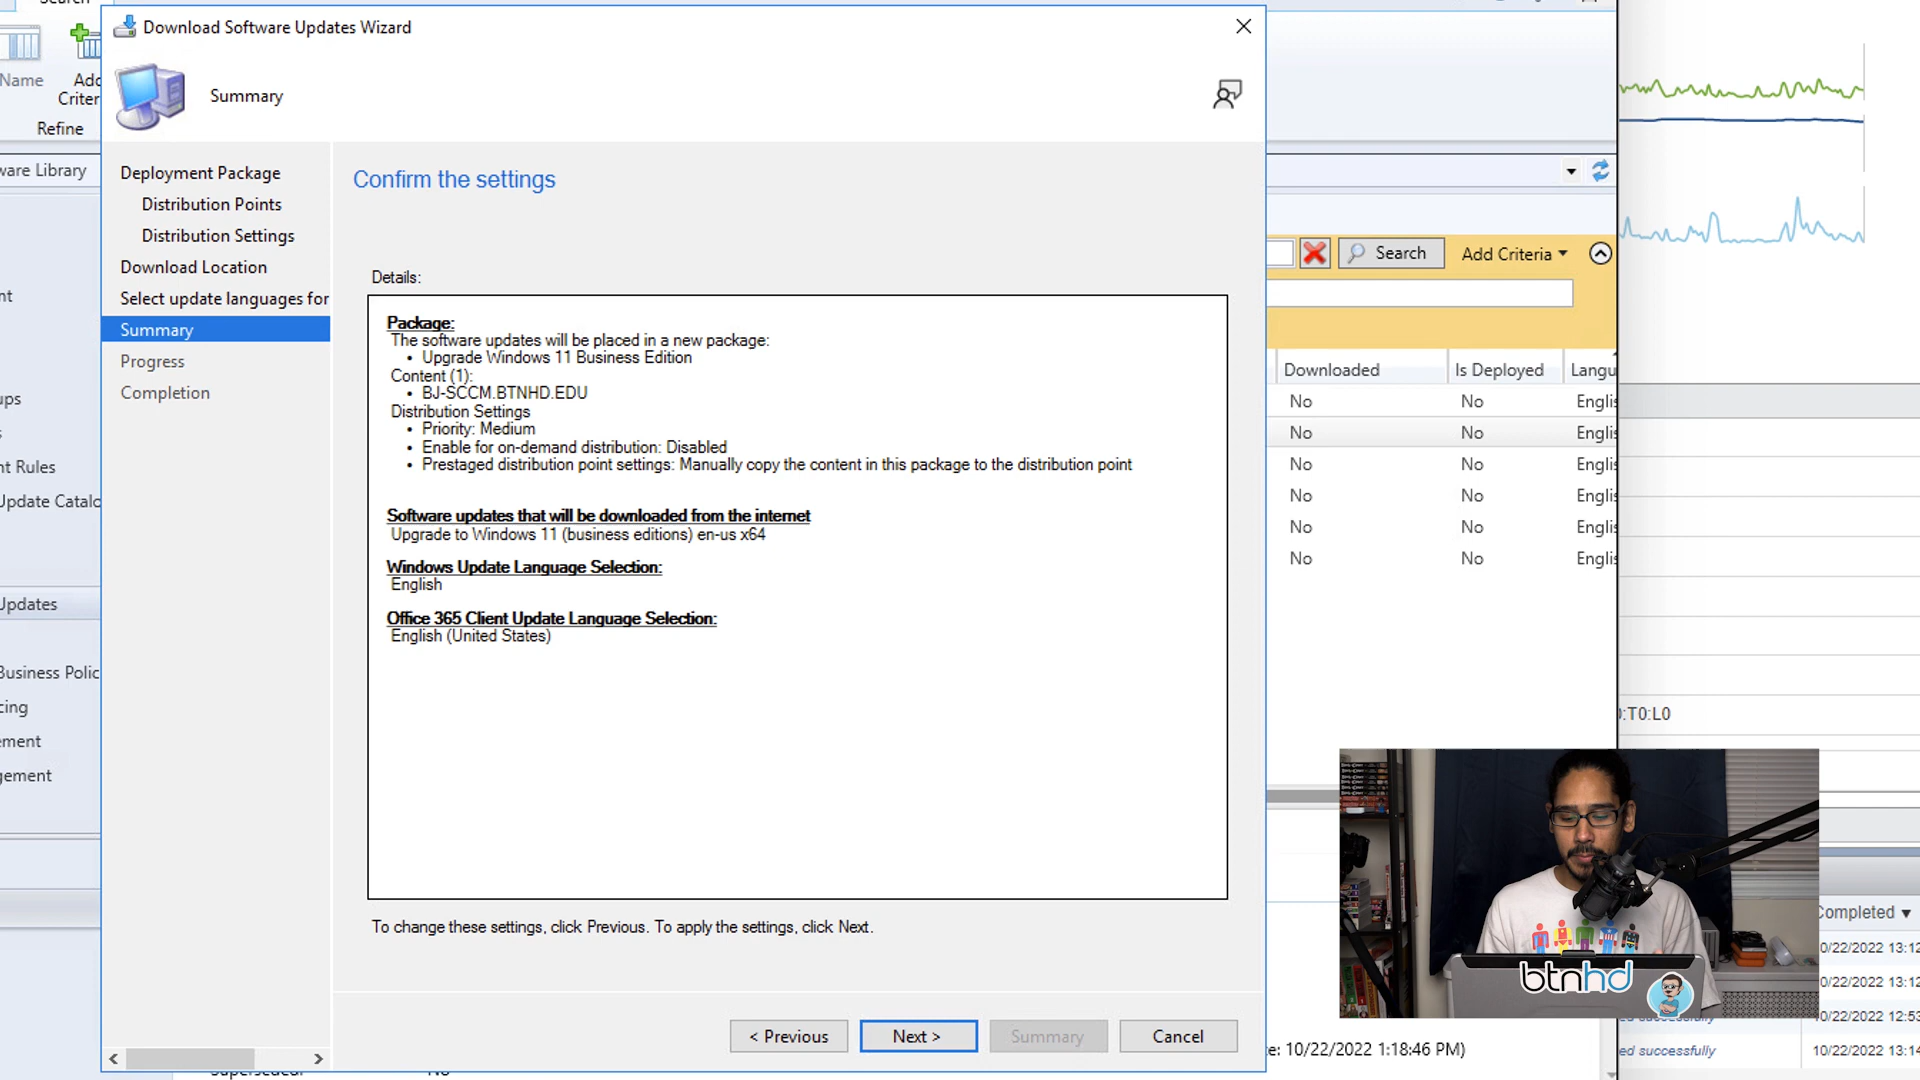 Download Software Updates Wizard
Name
Add
Criter
Refine
Summary
ware Library
Deployment Package
Distribution Points
Distribution Settings
Download Location
Select update languages for
Summary
Progress
Completion
nt
ups
nt Rules
Update Catalo
Updates
Business Polic
cing
ement
gement
Confirm the settings
Details:
Package:
The software updates will be placed in a new package:
• Upgrade Windows 11 Business Edition
Content (1):
• BJ-SCCM.BTNHD.EDU
Distribution Settings
• Priority: Medium
• Enable for on-demand distribution: Disabled
• Prestaged distribution point settings: Manually copy the content in this package to the distribution point
Software updates that will be downloaded from the internet
Upgrade to Windows 11 (business editions) en-us x64
Windows Update Language Selection:
English
Office 365 Client Update Language Selection:
English (United States)
To change these settings, click Previous. To apply the settings, click Next.
< Previous
Next >
Summary
Cancel
Search
Add Criteria
Downloaded
Is Deployed
Langu
No
No
Englis
No
No
Englis
No
No
Englis
No
No
Englis
No
No
Englis
No
No
Englis
:T0:L0
btnhd
Completed
0/22/2022 13:12
0/22/2022 13:12
10/22/2022 12:53
ed successfully
10/22/2022 13:14
te: 10/22/2022 1:18:46 PM)